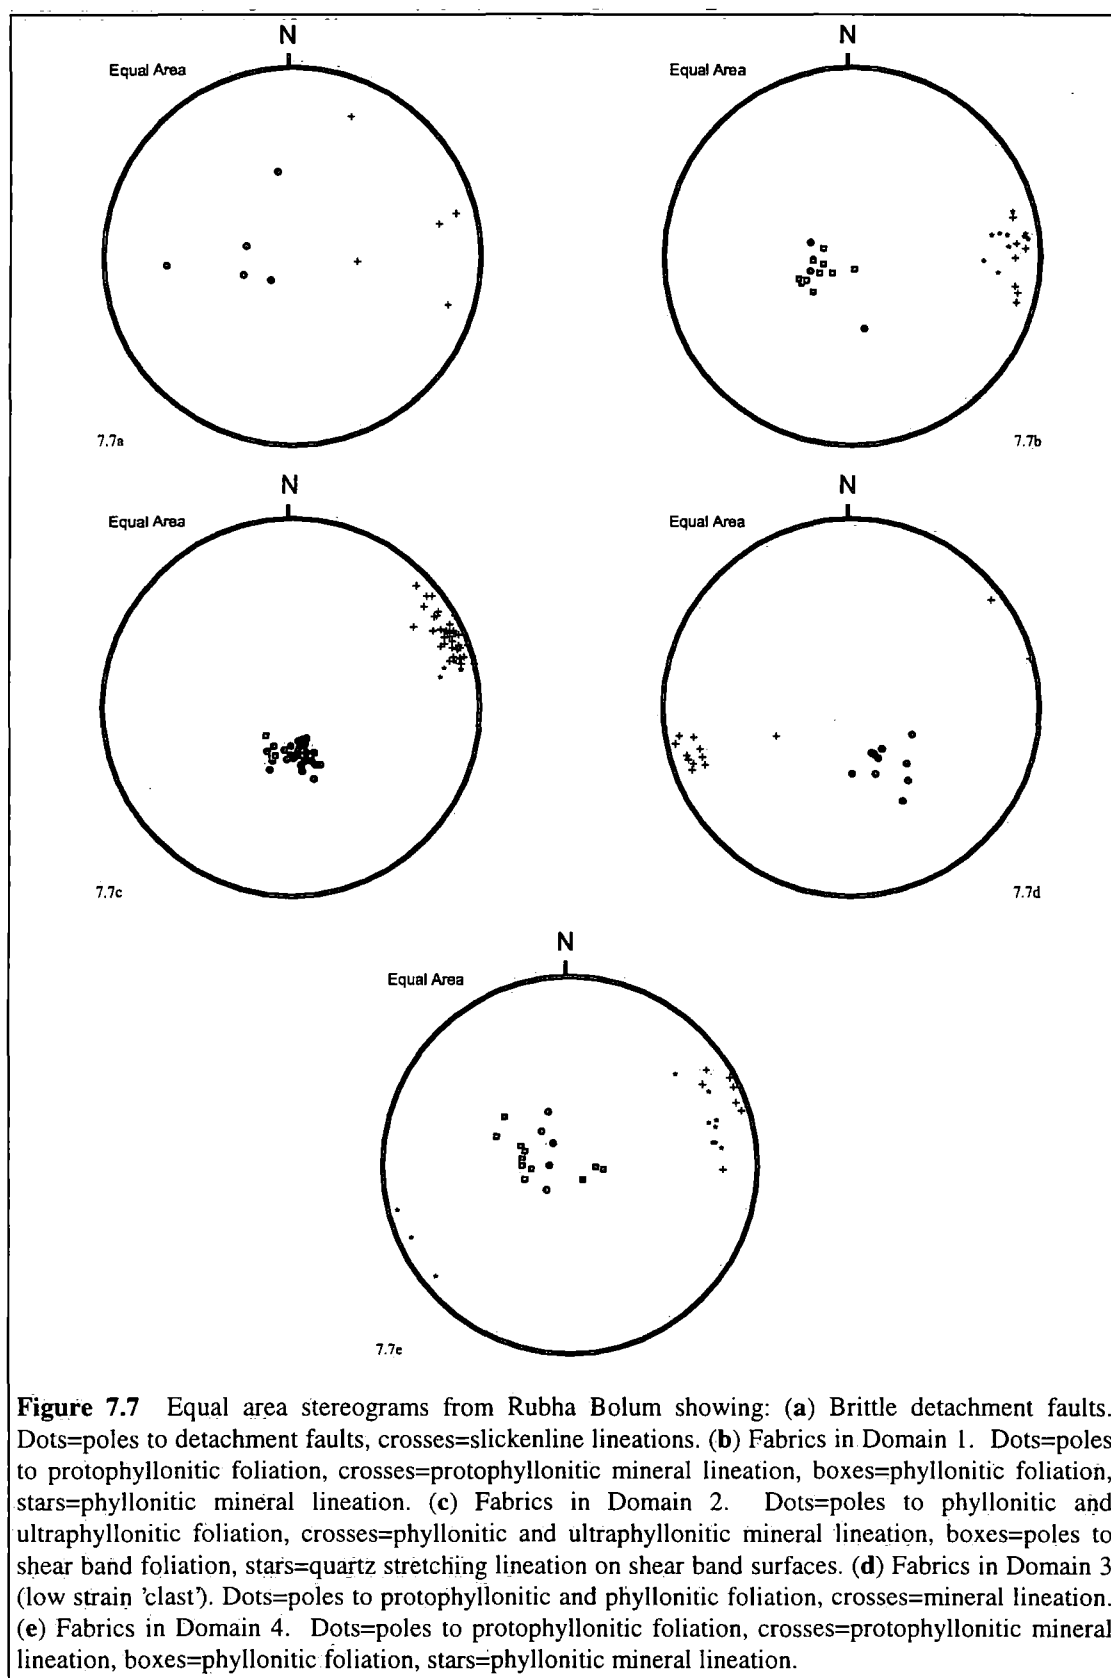 N
N
Equal Area
Equal Area
7.7a
7.7b
N
N
Equal Area
Equal Area
7.7c
7.7d
N
Equal Area
7.7e
Figure 7.7 Equal area stereograms from Rubha Bolum showing: (a) Brittle detachment faults.
Dots=poles to detachment faults, crosses=slickenline lineations. (b) Fabrics in Domain 1. Dots=poles
to protophyllonitic foliation, crosses=protophyllonitic mineral lineation, boxes=phyllonitic foliation,
stars=phyllonitic mineral lineation. (c) Fabrics in Domain 2. Dots=poles to phyllonitic and
ultraphyllonitic foliation, crosses=phyllonitic and ultraphyllonitic mineral lineation, boxes=poles to
shear band foliation, stars=quartz stretching lineation on shear band surfaces. (d) Fabrics in Domain 3
(low strain 'clast'). Dots=poles to protophyllonitic and phyllonitic foliation, crosses=mineral lineation.
(e) Fabrics in Domain 4. Dots=poles to protophyllonitic foliation, crosses=protophyllonitic mineral
lineation, boxes=phyllonitic foliation, stars=phyllonitic mineral lineation.